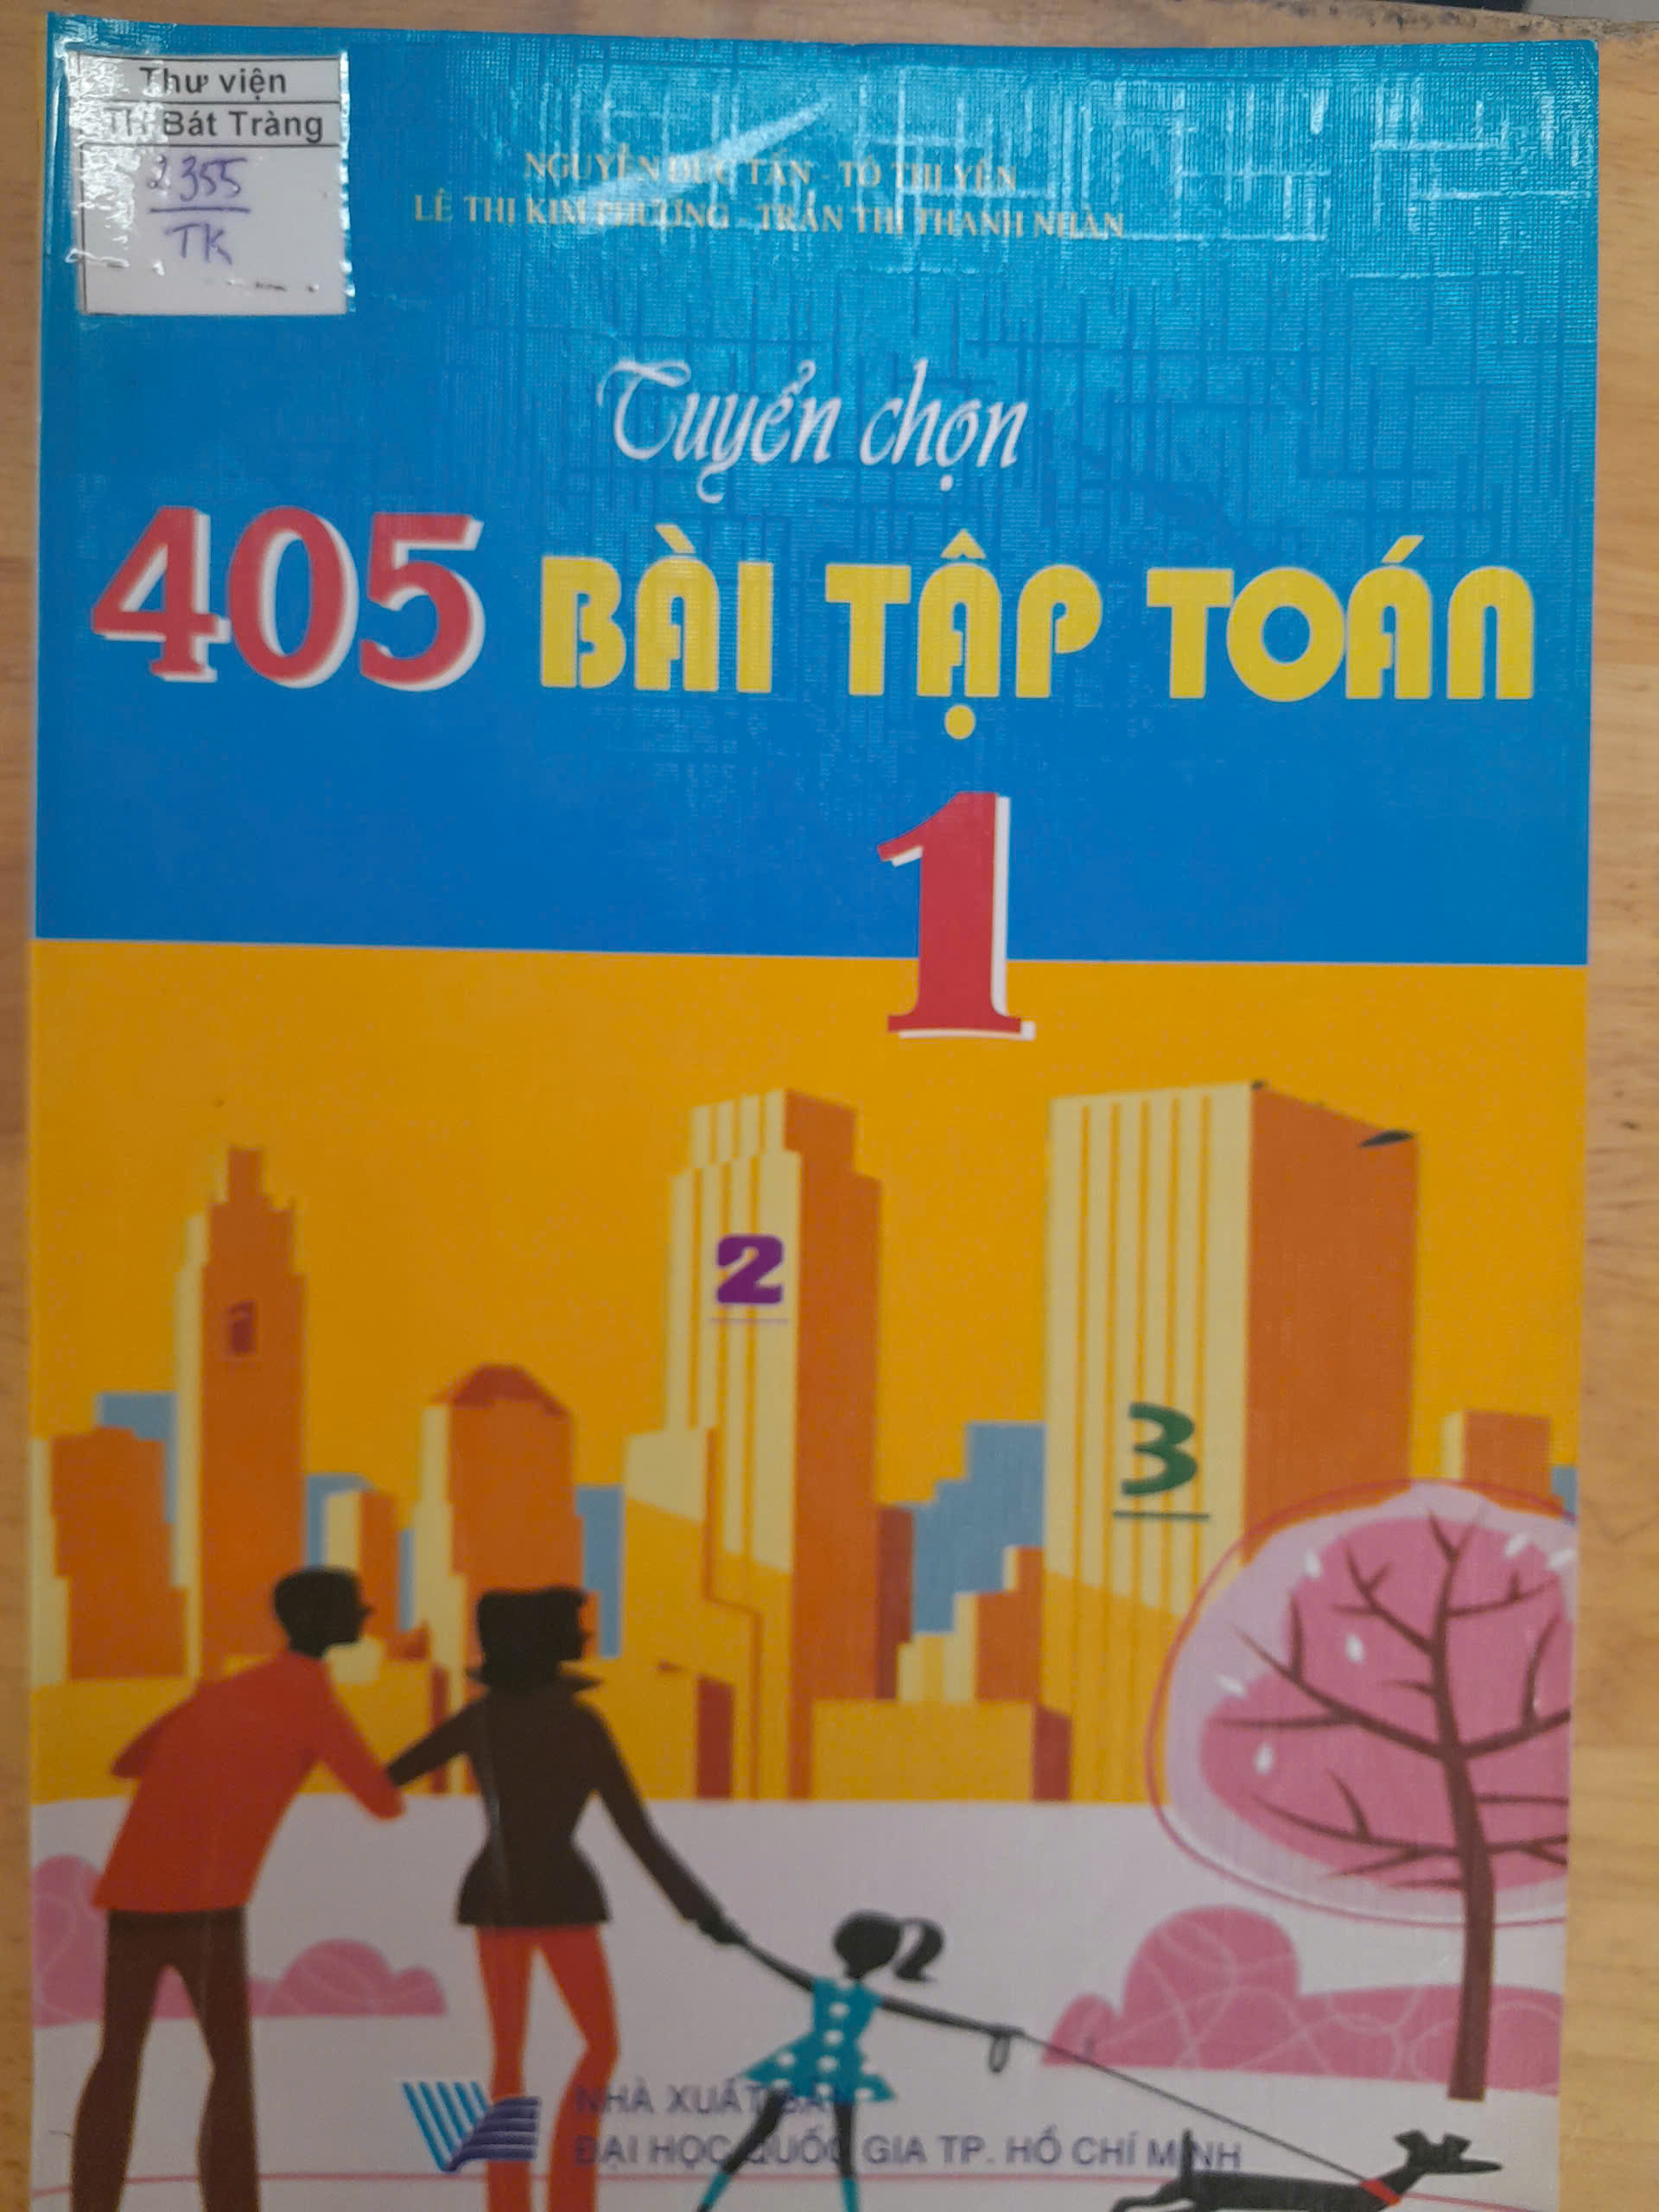 Thư viện
TH Bát Tràng
2355
TK
NGUYỄN ĐỨC TẤN - TÔ THỊ YẾN
LÊ THỊ KIM PHƯỢNG - TRẦN THỊ THANH NHÀN
Tuyển chọn
405 BÀI TẬP TOÁN
1
1
2
3
NHÀ XUẤT BẢN
ĐẠI HỌC QUỐC GIA TP. HỒ CHÍ MINH